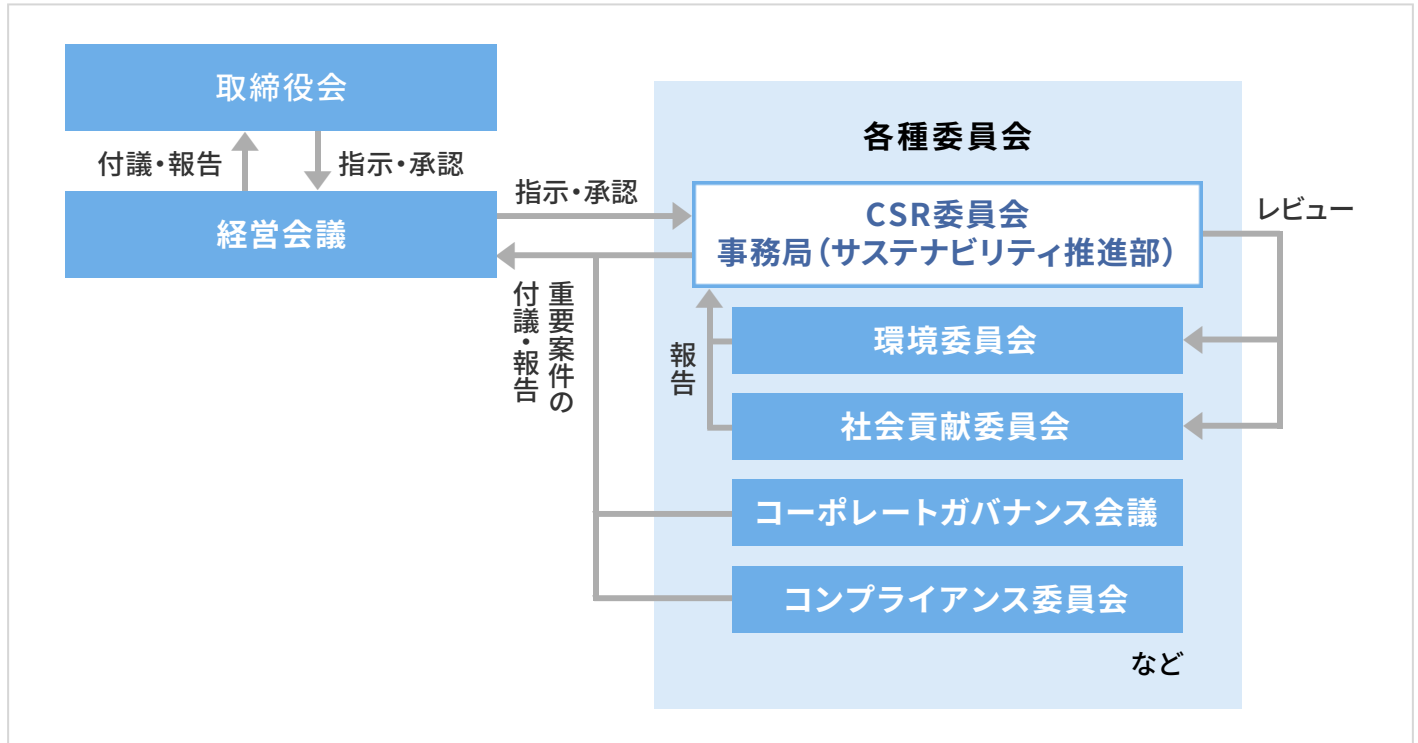 取締役会
付議・報告
指示・承認
経営会議
指示・承認
重要案件の
付議・報告
各種委員会
CSR委員会
事務局（サステナビリティ推進部）
レビュー
報告
環境委員会
社会貢献委員会
コーポレートガバナンス会議
コンプライアンス委員会
など